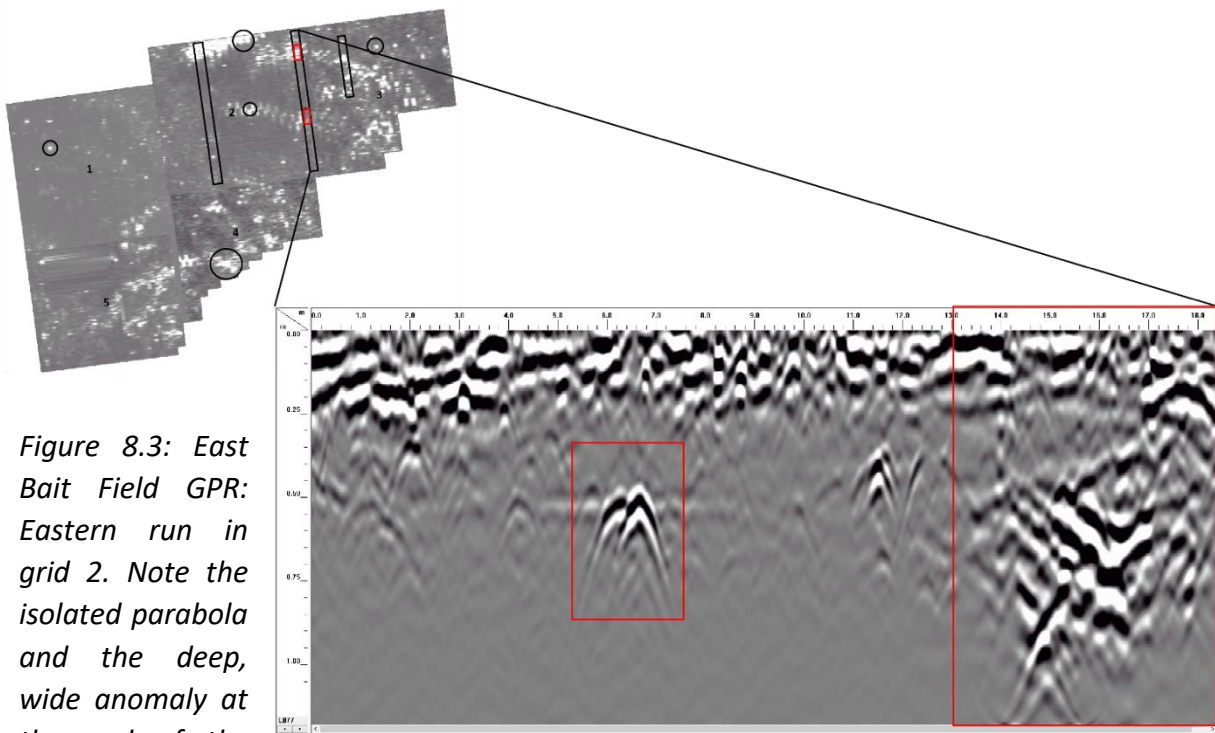 1
2
3
4
5
m
0.0 1.0 2.0 3.0 4.0 5.0 6.0 7.0 8.0 9.0 10.0 11.0 12.0 13.0 14.0 15.0 16.0 17.0 18.0
m
0.00
0.25
0.50
0.75
1.00
Figure 8.3: East
Bait Field GPR:
Eastern run in
grid 2. Note the
isolated parabola
and the deep,
wide anomaly at